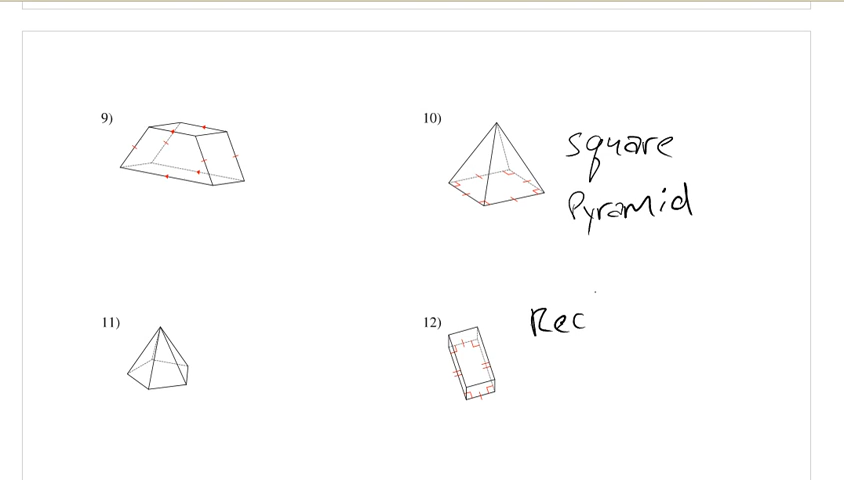 9)
10)
square
Pyramid
11)
12)
Rec